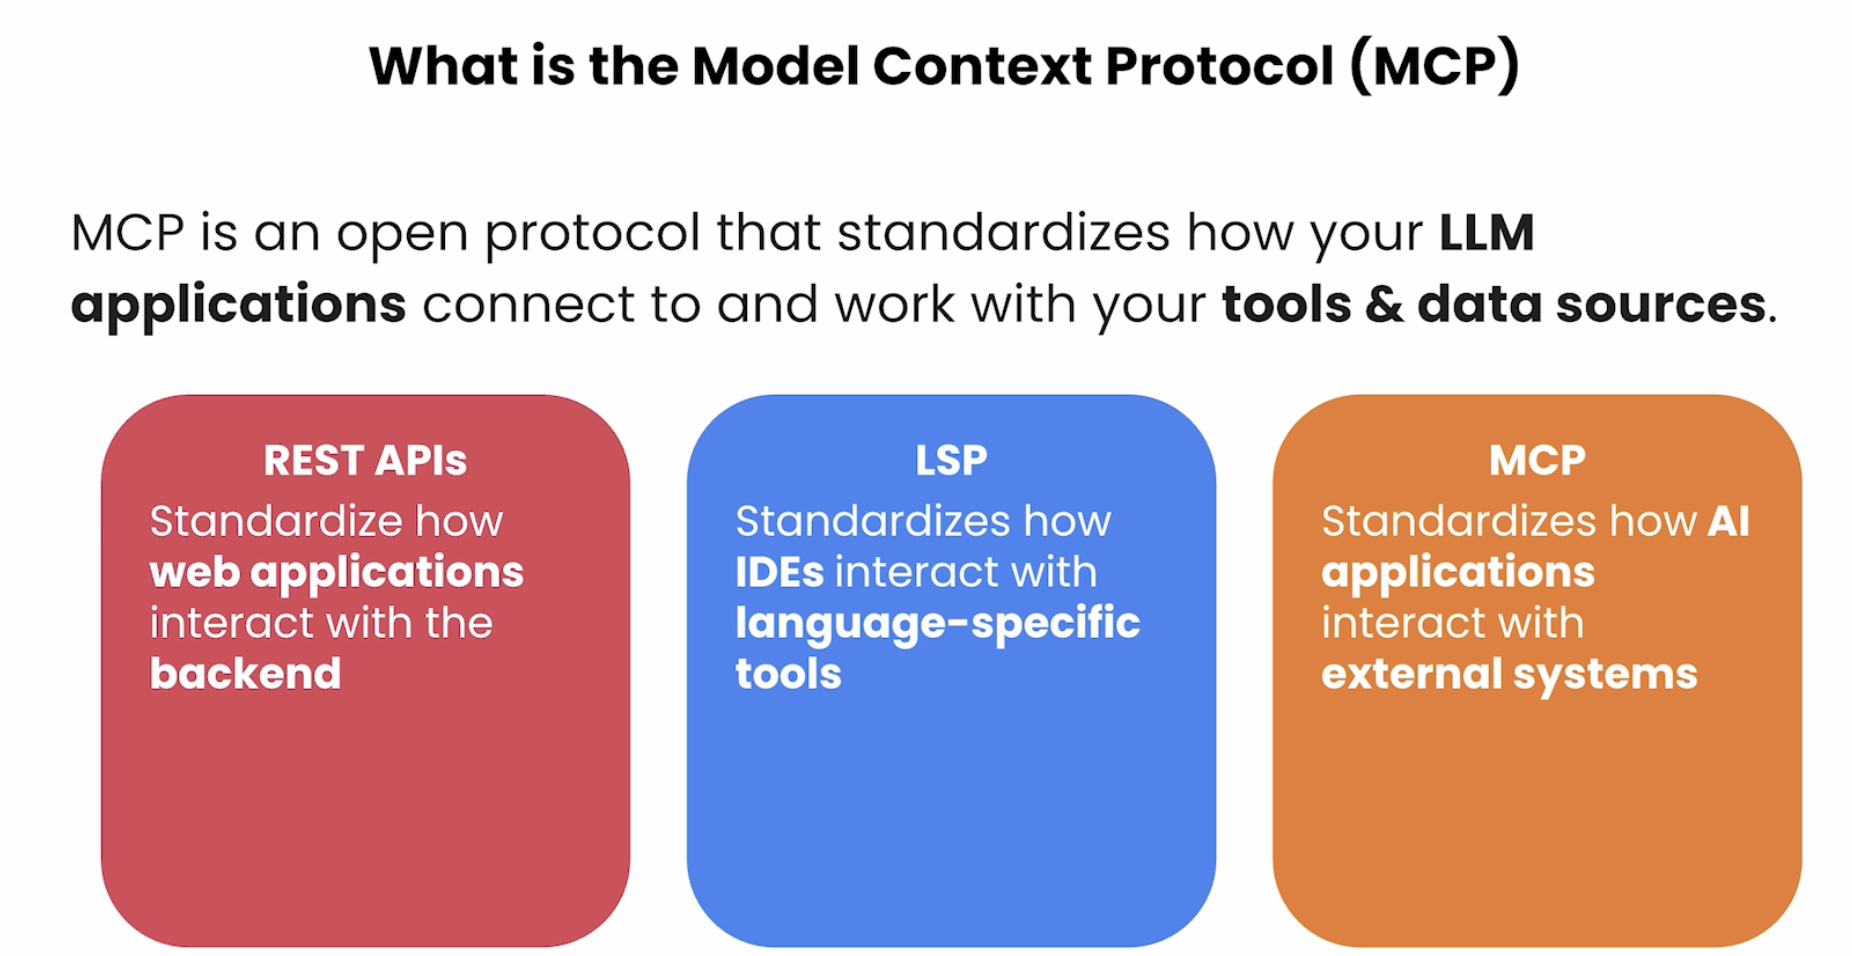 What is the Model Context Protocol (MCP)
MCP is an open protocol that standardizes how your LLM
applications connect to and work with your tools & data sources.
REST APIs
Standardize how
web applications
interact with the
backend
LSP
Standardizes how
IDEs interact with
language-specific
tools
MCP
Standardizes how AI
applications
interact with
external systems